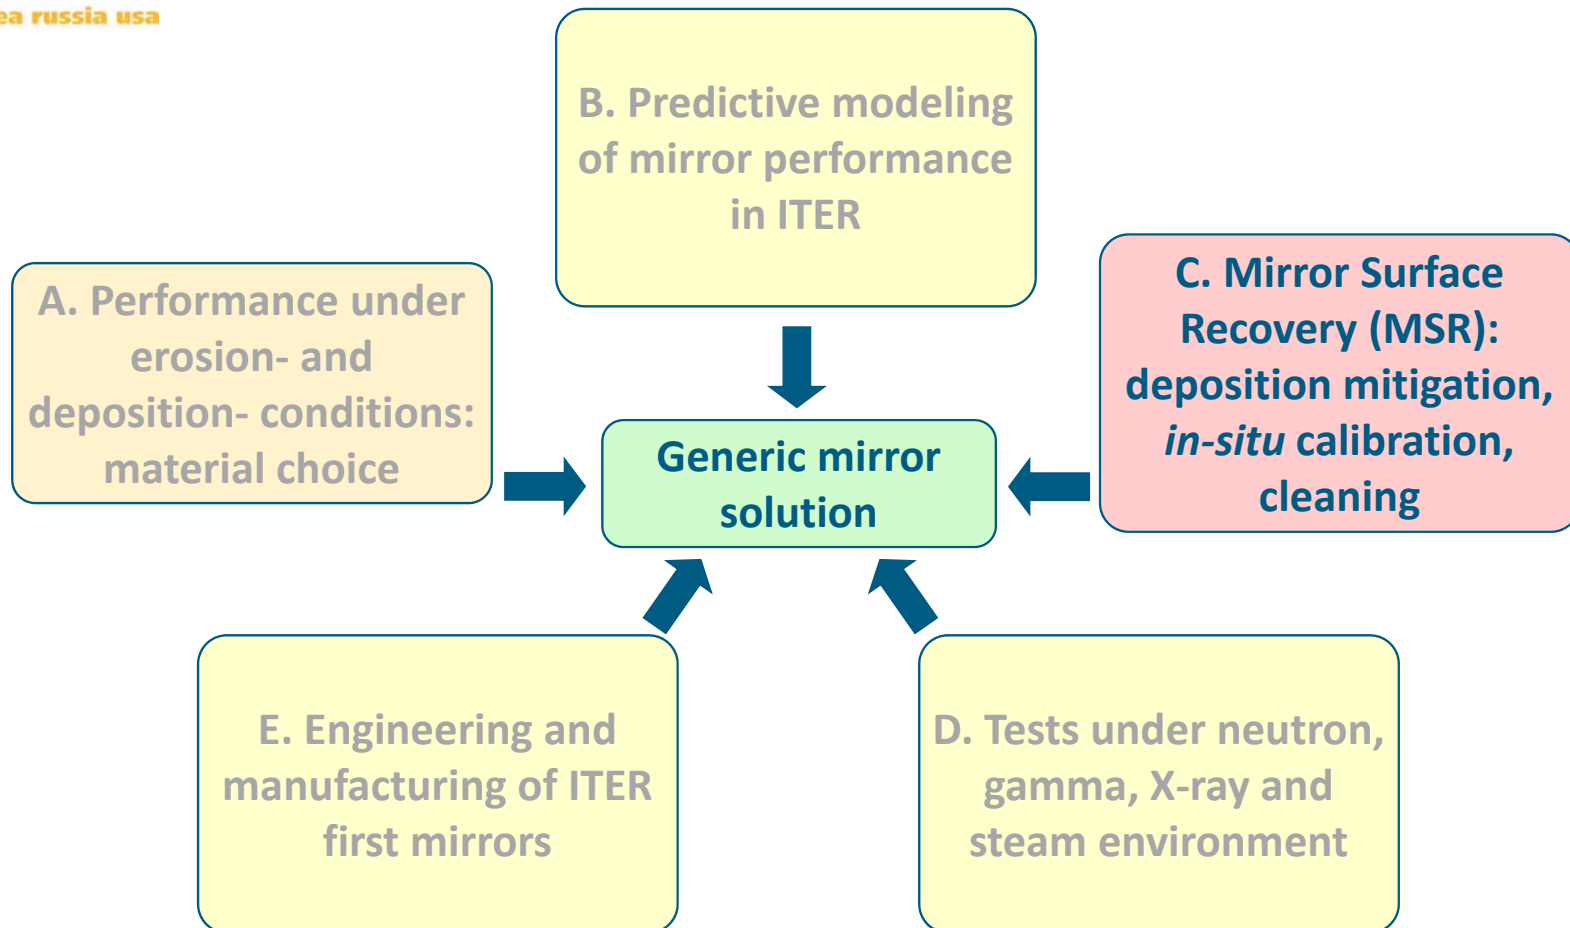 russia usa
B. Predictive modeling
of mirror performance
in ITER
A. Performance under
erosion- and
deposition- conditions:
material choice
C. Mirror Surface
Recovery (MSR):
deposition mitigation,
in-situ calibration,
cleaning
Generic mirror
solution
E. Engineering and
manufacturing of ITER
first mirrors
D. Tests under neutron,
gamma, X-ray and
steam environment